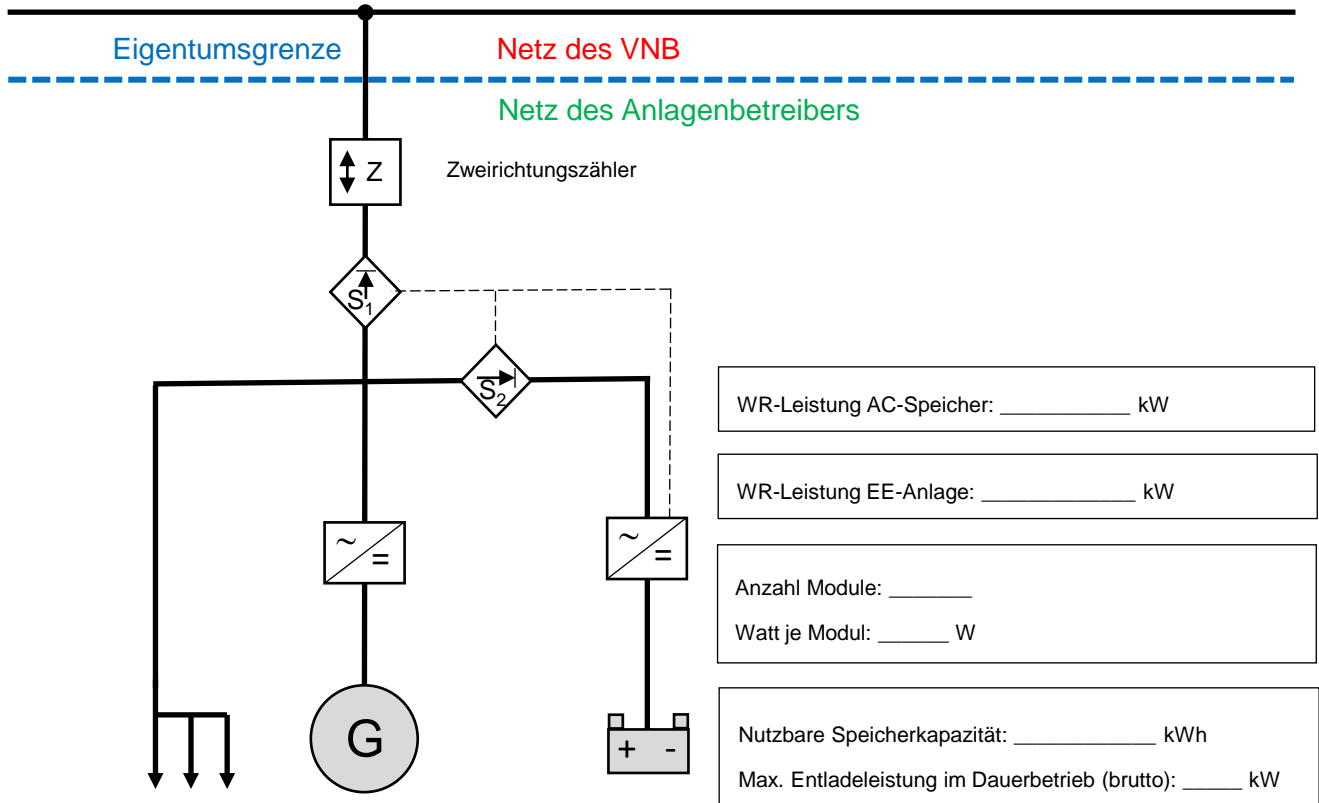 Eigentumsgrenze Netz des VNB
Netz des Anlagenbetreibers
Z Zweirichtungszähler
S₁
S₂
WR-Leistung AC-Speicher: ___________ kW
WR-Leistung EE-Anlage: _____________ kW
~ = ~ =
Anzahl Module: _______
Watt je Modul: ______ W
G + -
Nutzbare Speicherkapazität: ____________ kWh
Max. Entladeleistung im Dauerbetrieb (brutto): _____ kW